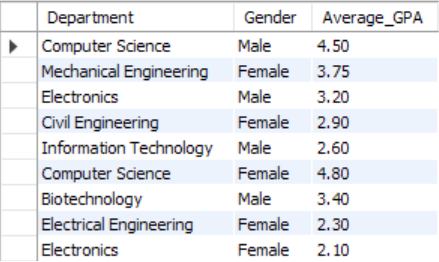 Department Gender Average_GPA
Computer Science Male 4.50
Mechanical Engineering Female 3.75
Electronics Male 3.20
Civil Engineering Female 2.90
Information Technology Male 2.60
Computer Science Female 4.80
Biotechnology Male 3.40
Electrical Engineering Female 2.30
Electronics Female 2.10